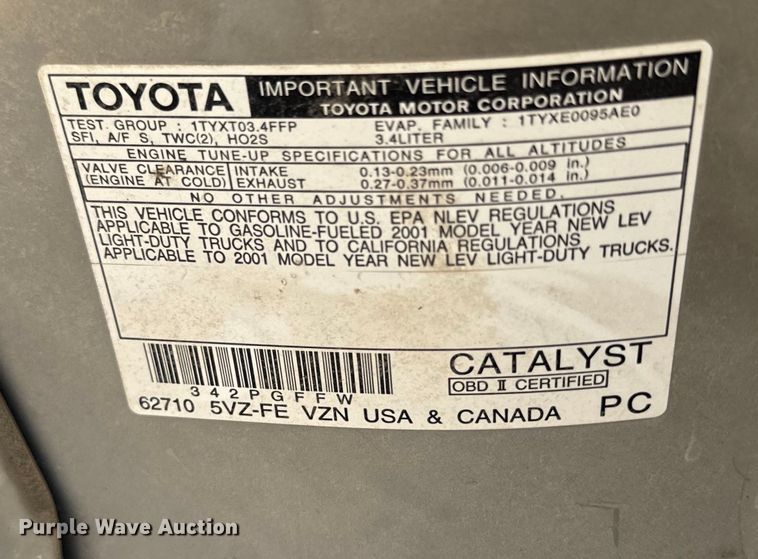 TOYOTA IMPORTANT VEHICLE INFORMATION
TOYOTA MOTOR CORPORATION
TEST. GROUP : 1TYXT03.4FFP EVAP. FAMILY : 1TYXE0095AE0
SFI, A/F S, TWC(2), HO2S 3.4LITER
ENGINE TUNE-UP SPECIFICATIONS FOR ALL ALTITUDES
VALVE CLEARANCE INTAKE 0.13-0.23mm (0.006-0.009 in.)
(ENGINE AT COLD) EXHAUST 0.27-0.37mm (0.011-0.014 in.)
NO OTHER ADJUSTMENTS NEEDED.
THIS VEHICLE CONFORMS TO U.S. EPA NLEV REGULATIONS
APPLICABLE TO GASOLINE-FUELED 2001 MODEL YEAR NEW LEV
LIGHT-DUTY TRUCKS AND TO CALIFORNIA REGULATIONS
APPLICABLE TO 2001 MODEL YEAR NEW LEV LIGHT-DUTY TRUCKS.
CATALYST
OBD II CERTIFIED
342PGFFW
62710 5VZ-FE VZN USA & CANADA PC
Purple Wave Auction